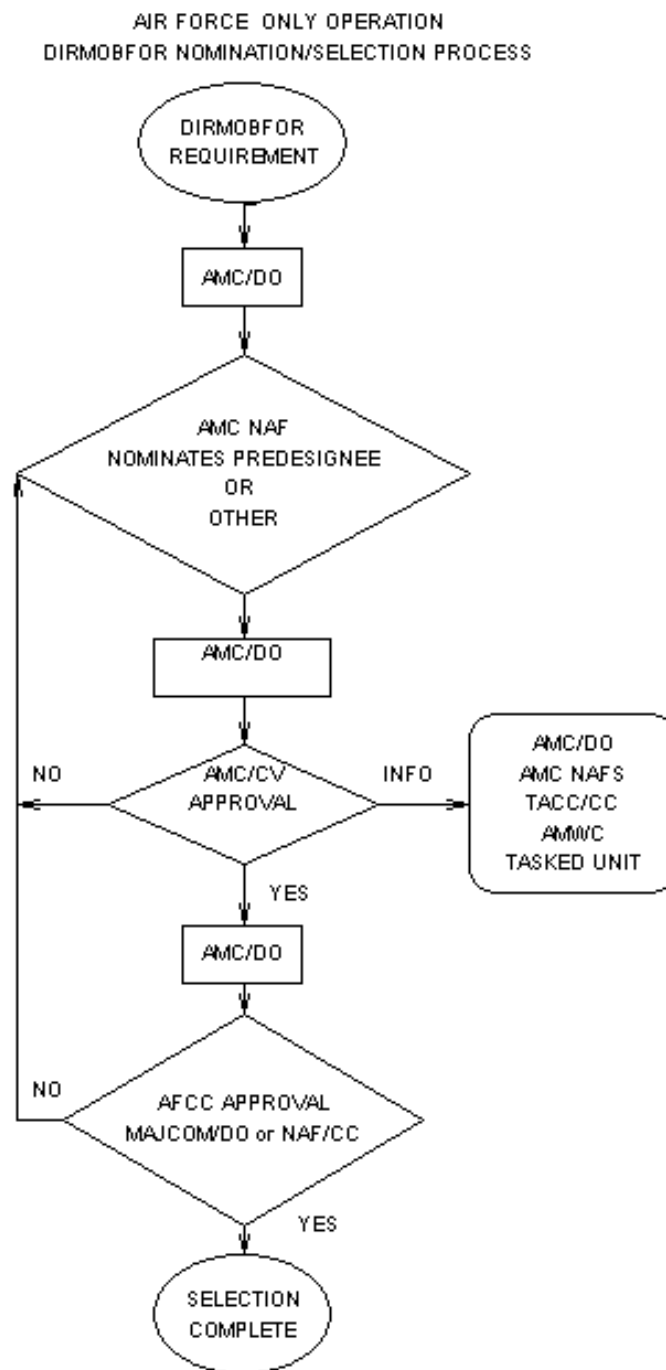 AIR FORCE ONLY OPERATION
DIRMOBFOR NOMINATION/SELECTION PROCESS
DIRMOBFOR
REQUIREMENT
AMC/DO
AMC NAF
NOMINATES PREDESIGNEE
OR
OTHER
AMC/DO
NO
AMC/CV
APPROVAL
INFO
AMC/DO
AMC NAFS
TACC/CC
AMWC
TASKED UNIT
YES
AMC/DO
NO
AFCC APPROVAL
MAJCOM/DO or NAF/CC
YES
SELECTION
COMPLETE